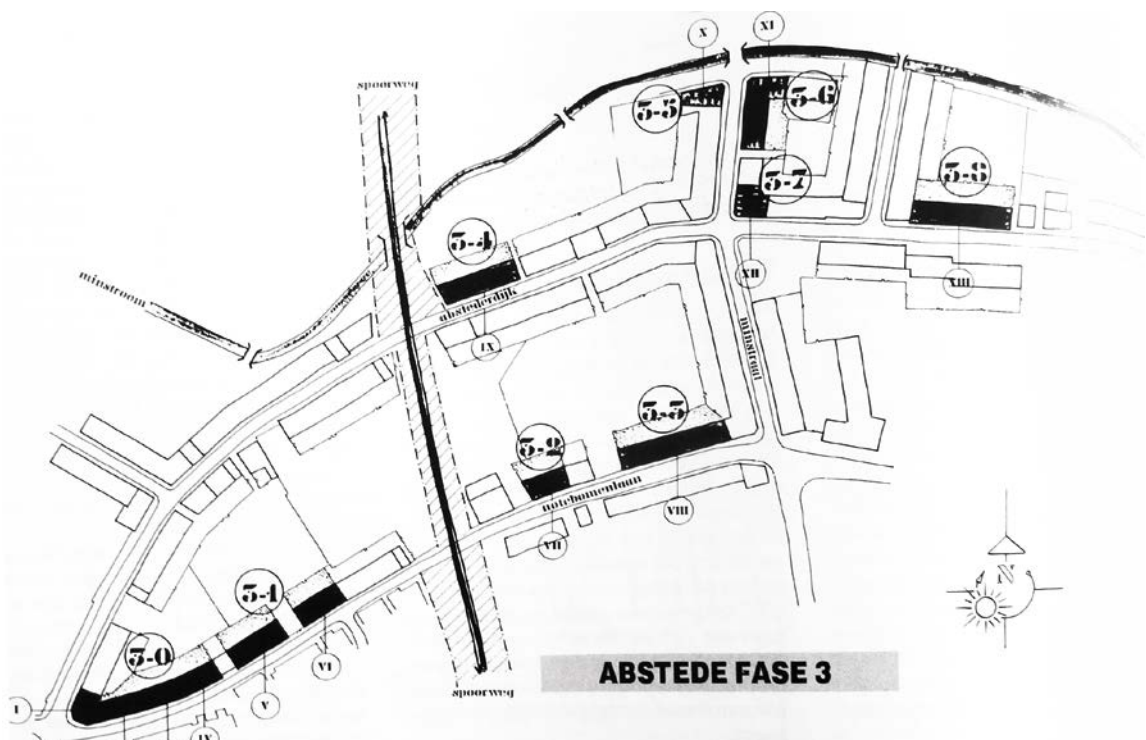 X
XI
spoorweg
3-5
3-6
3-7
3-8
3-4
minstroom
XII
XIII
abstederdijk
IX
minstraat
3-3
3-2
notebomenlaan
VIII
VII
3-1
N
3-0
VI
ABSTEDE FASE 3
spoorweg
I
V
IV